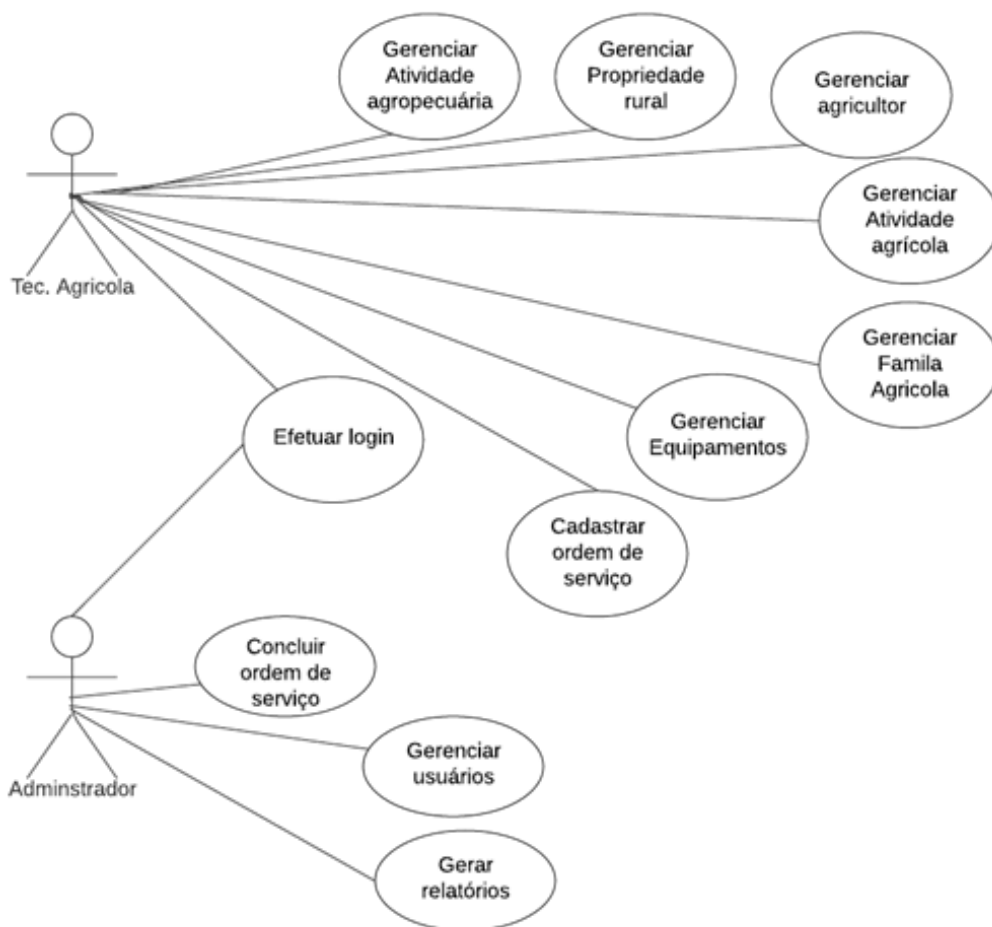 Gerenciar
Atividade
agropecuária
Gerenciar
Propriedade
rural
Gerenciar
agricultor
Gerenciar
Atividade
agrícola
Tec. Agricola
Gerenciar
Famila
Agricola
Efetuar login
Gerenciar
Equipamentos
Cadastrar
ordem de
serviço
Concluir
ordem de
serviço
Gerenciar
usuários
Adminstrador
Gerar
relatórios